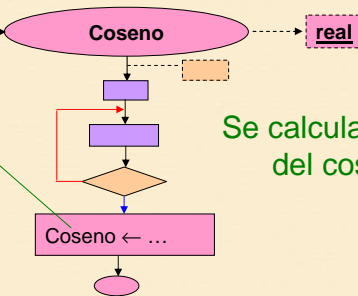 Coseno
real
Se calcula
del cos
Coseno ← …